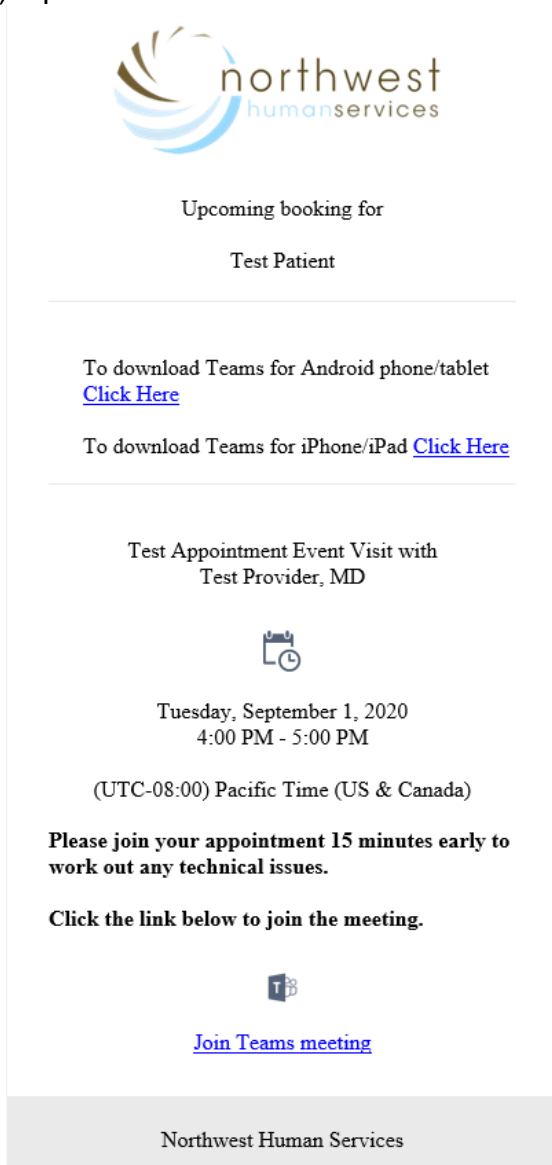 northwest
humanservices
Upcoming booking for
Test Patient
To download Teams for Android phone/tablet
Click Here
To download Teams for iPhone/iPad Click Here
Test Appointment Event Visit with
Test Provider, MD
Tuesday, September 1, 2020
4:00 PM - 5:00 PM
(UTC-08:00) Pacific Time (US & Canada)
Please join your appointment 15 minutes early to
work out any technical issues.
Click the link below to join the meeting.
T
Join Teams meeting
Northwest Human Services